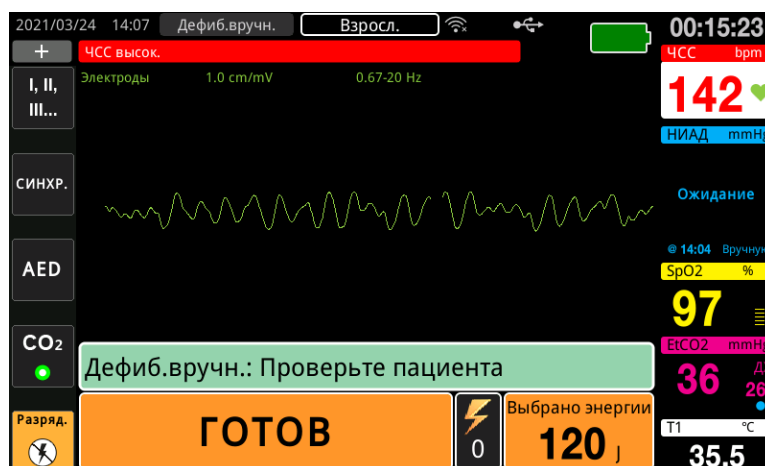 2021/03/24 14:07 Дефиб.вручн. Взросл. 00:15:23
+ ЧСС высок. ЧСС bpm
Электроды 1.0 cm/mV 0.67-20 Hz
I, II,
III...
142
НИАД
СИНХР.
Ожидание
@ 14:04
AED
SpO2 %
97
CO2
EtCO2
Дефиб.вручн.: Проверьте пациента
36 26
Разряд.
ГОТОВ
0
Выбрано энергии
120 J
T1 °C
35.5